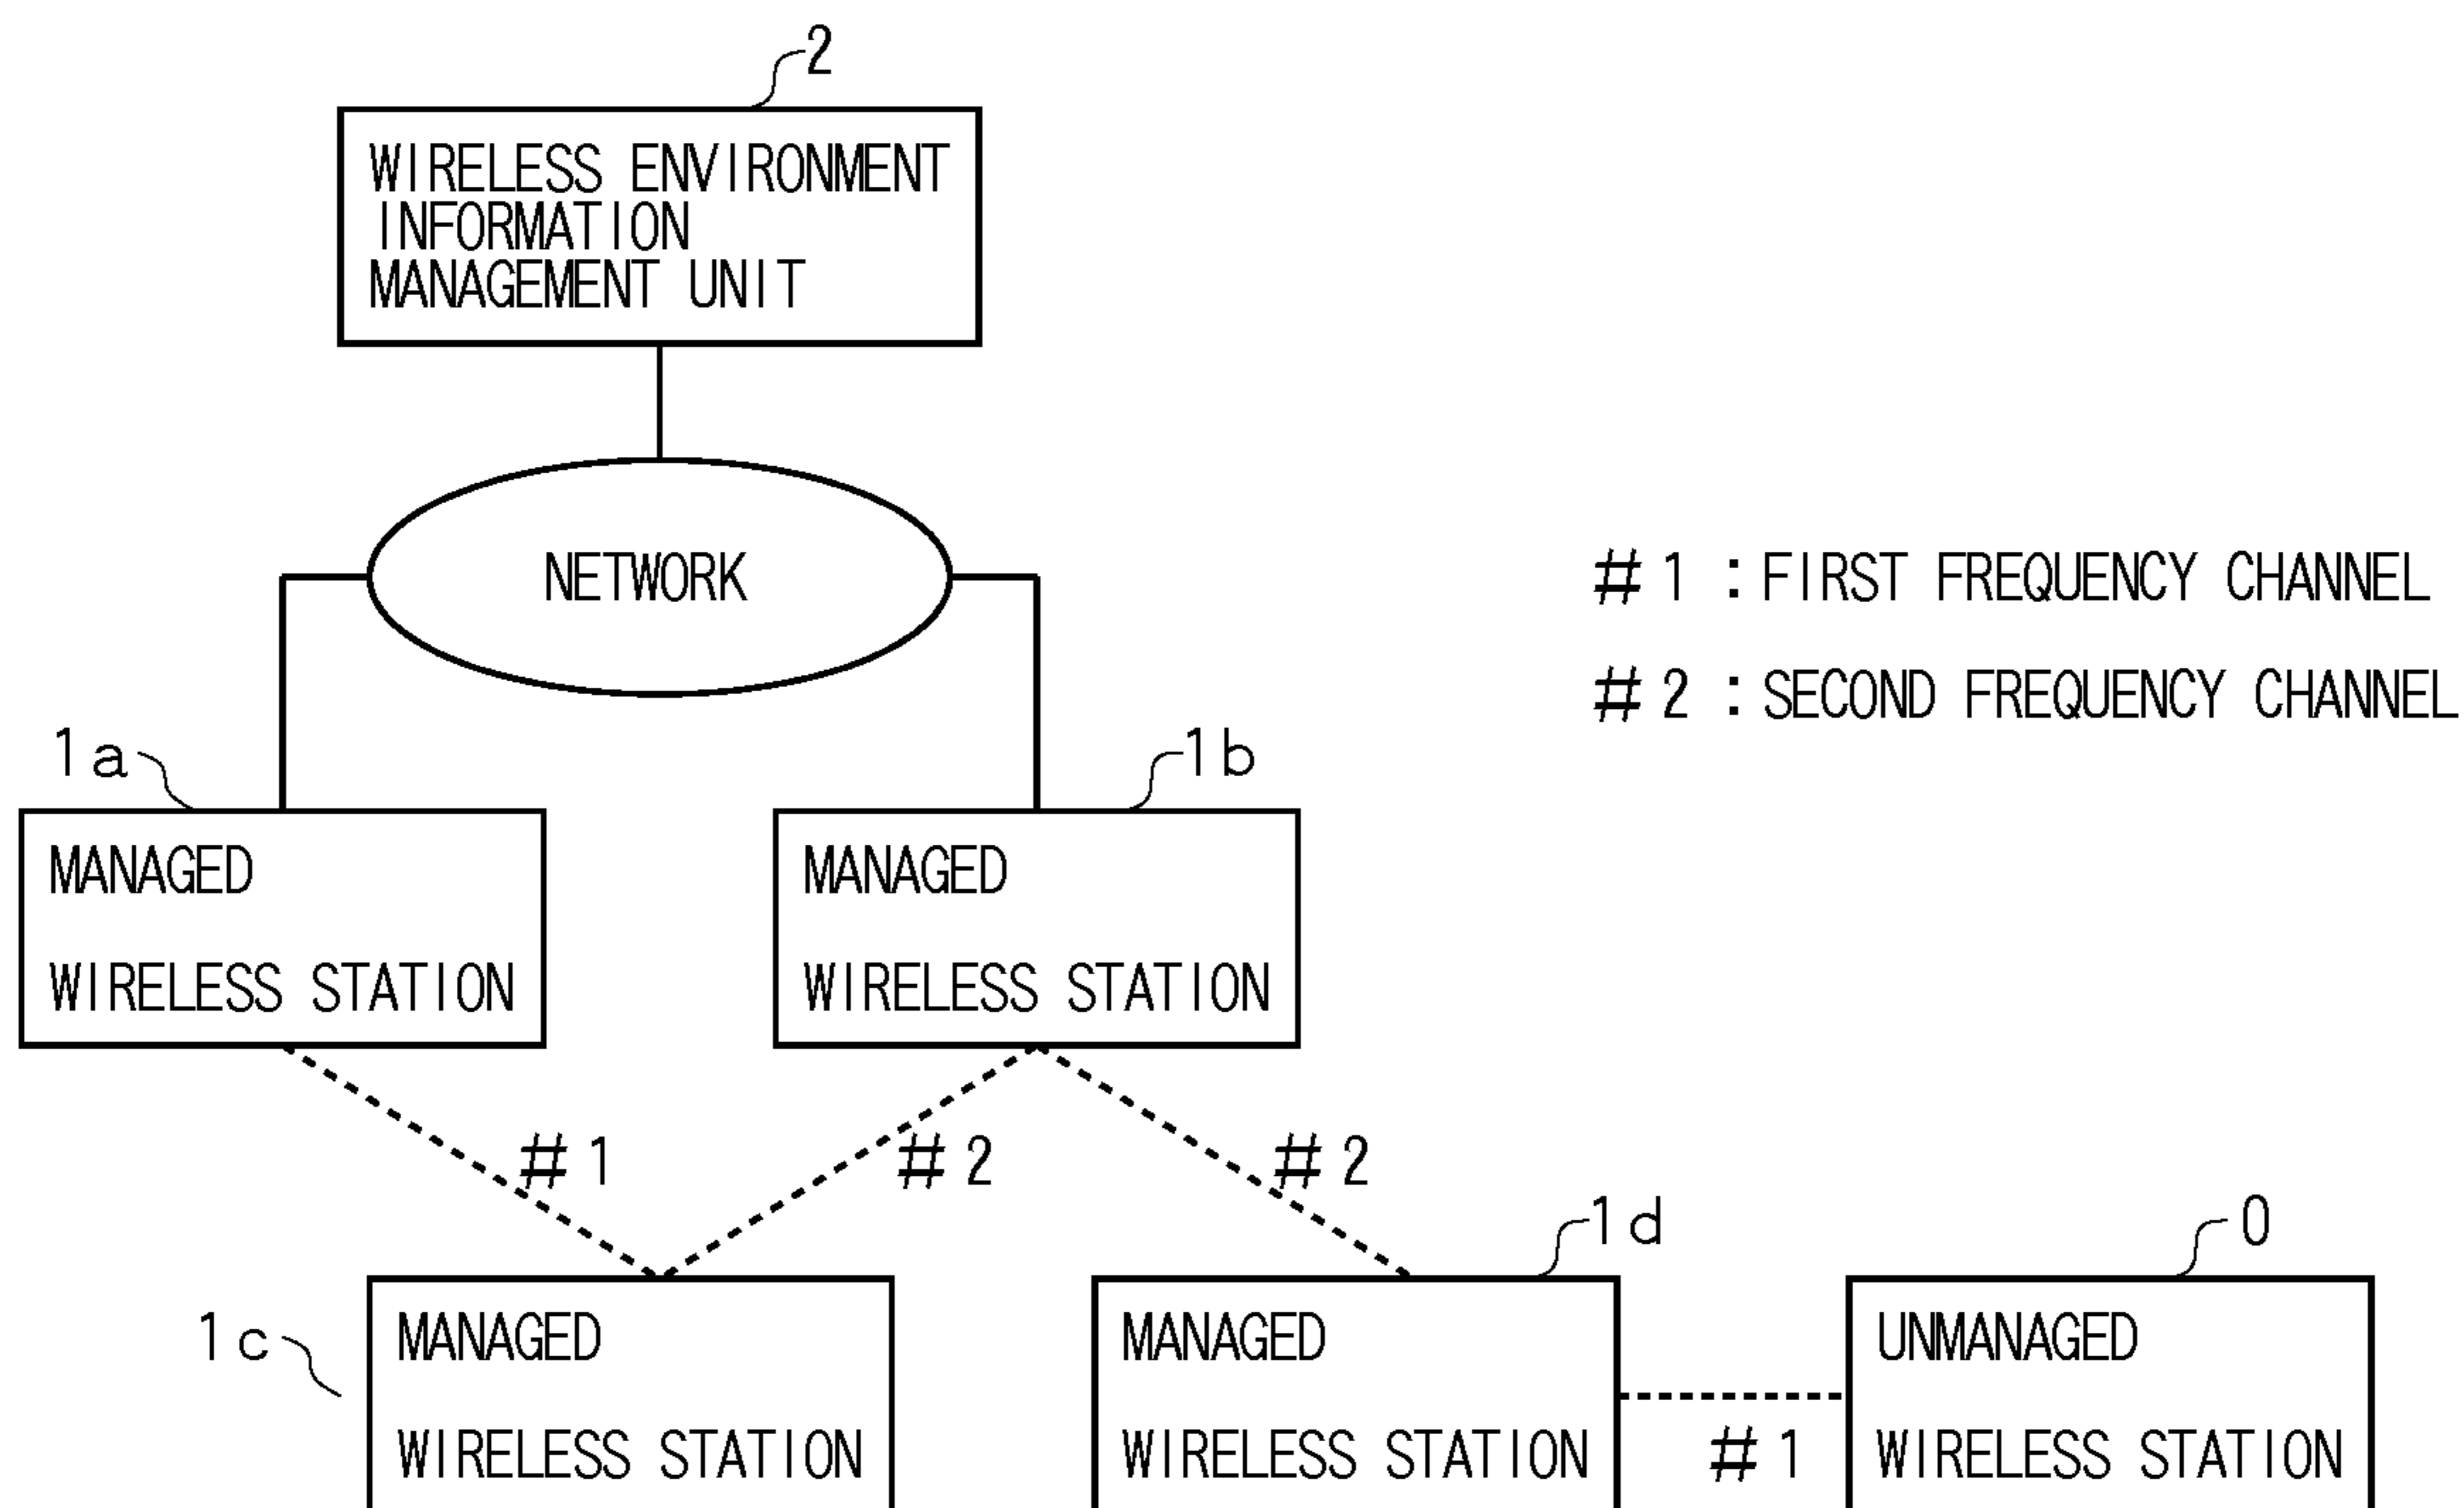 2
WIRELESS ENVIRONMENT
INFORMATION
MANAGEMENT UNIT
NETWORK
#1 : FIRST FREQUENCY CHANNEL
#2 : SECOND FREQUENCY CHANNEL
1a
1b
MANAGED
WIRELESS STATION
MANAGED
WIRELESS STATION
#1
#2
#2
1d
0
1c
MANAGED
WIRELESS STATION
MANAGED
WIRELESS STATION
#1
UNMANAGED
WIRELESS STATION